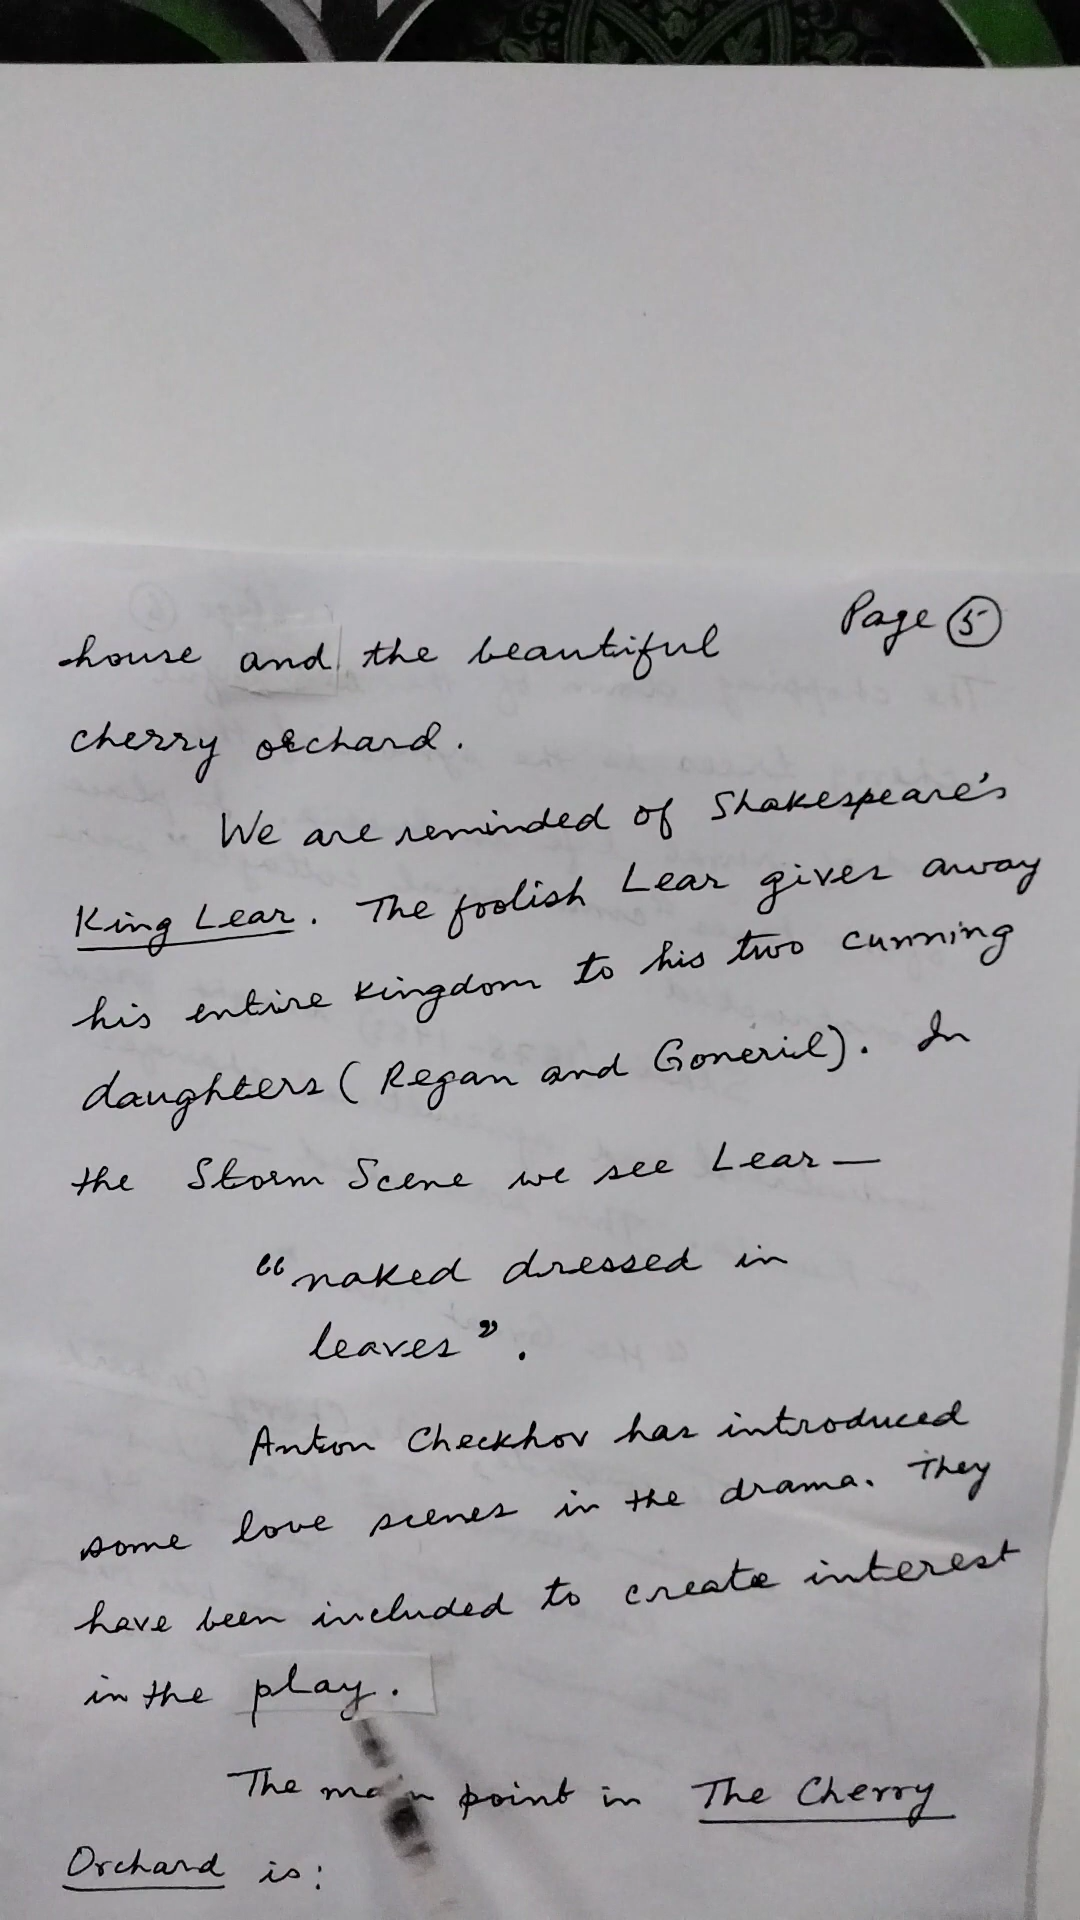 Page 5
house and the beautiful
cherry orchard.
We are reminded of Shakespeare's
King Lear. The foolish Lear gives away
his entire kingdom to his two cunning
daughters (Regan and Goneril). In
the Storm Scene we see Lear—
“naked dressed in
leaves”.
Anton Checkhov has introduced
some love scenes in the drama. They
have been included to create interest
in the play.
The main point in The Cherry
Orchard is: